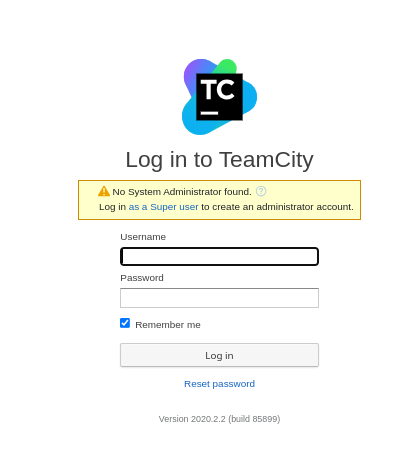 TC
Log in to TeamCity
No System Administrator found. ?
Log in as a Super user to create an administrator account.
Username
Password
Remember me
Log in
Reset password
Version 2020.2.2 (build 85899)